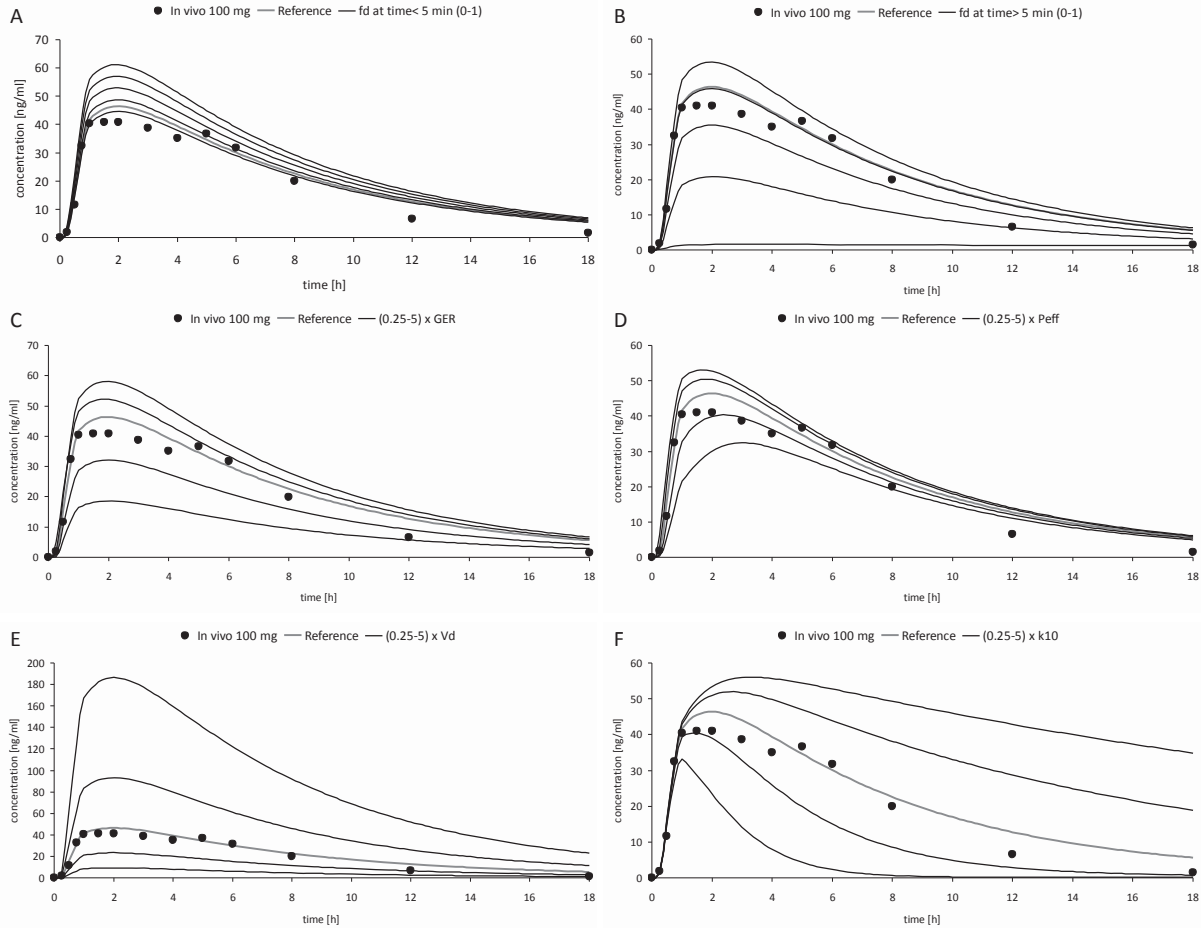 A
In vivo 100 mg Reference fd at time< 5 min (0-1)
concentration [ng/ml]
70
60
50
40
30
20
10
0
0 2 4 6 8 10 12 14 16 18
time [h]
B
In vivo 100 mg Reference fd at time> 5 min (0-1)
concentration [ng/ml]
60
50
40
30
20
10
0
0 2 4 6 8 10 12 14 16 18
time [h]
C
In vivo 100 mg Reference (0.25-5) x GER
concentration [ng/ml]
70
60
50
40
30
20
10
0
0 2 4 6 8 10 12 14 16 18
time [h]
D
In vivo 100 mg Reference (0.25-5) x Peff
concentration [ng/ml]
60
50
40
30
20
10
0
0 2 4 6 8 10 12 14 16 18
time [h]
E
In vivo 100 mg Reference (0.25-5) x Vd
concentration [ng/ml]
200
180
160
140
120
100
80
60
40
20
0
0 2 4 6 8 10 12 14 16 18
time [h]
F
In vivo 100 mg Reference (0.25-5) x k10
concentration [ng/ml]
60
50
40
30
20
10
0
0 2 4 6 8 10 12 14 16 18
time [h]